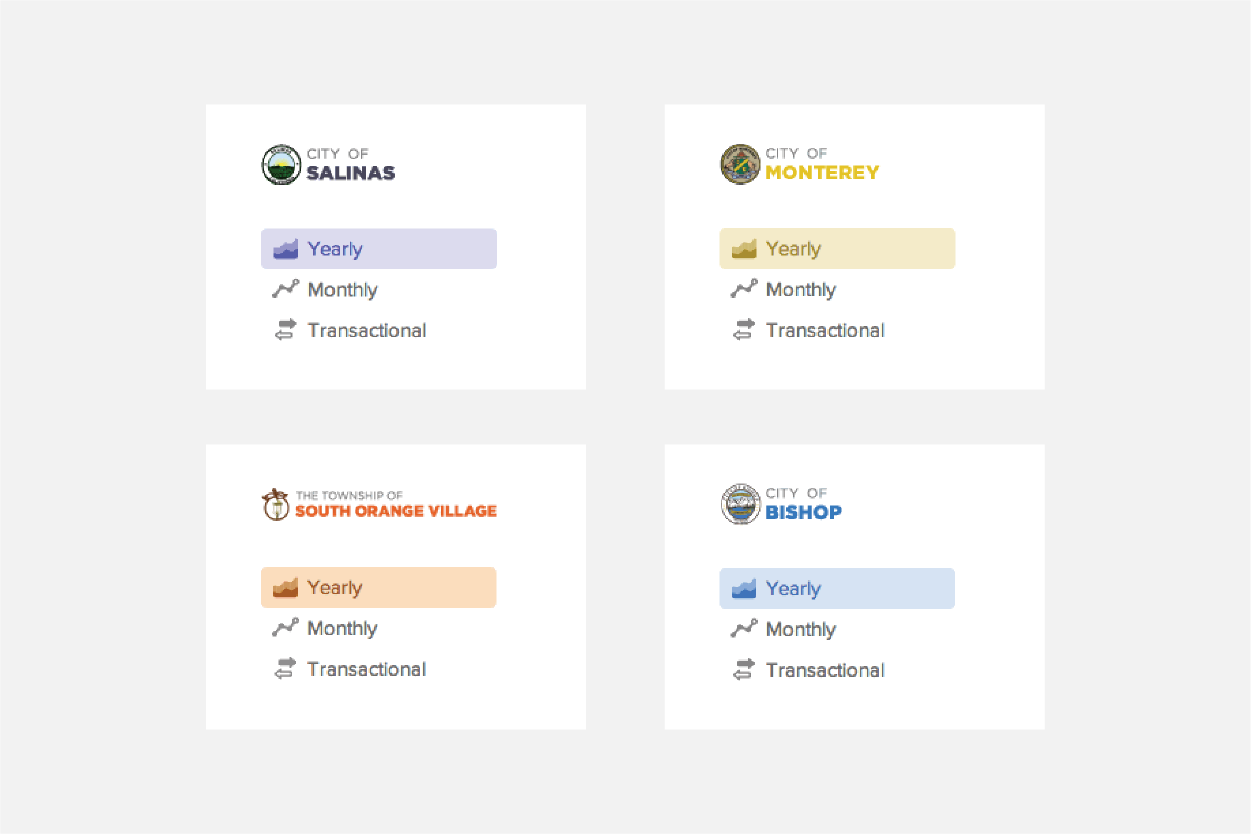 CITY OF
SALINAS
Yearly
Monthly
Transactional
CITY OF
MONTEREY
Yearly
Monthly
Transactional
THE TOWNSHIP OF
SOUTH ORANGE VILLAGE
Yearly
Monthly
Transactional
CITY OF
BISHOP
Yearly
Monthly
Transactional